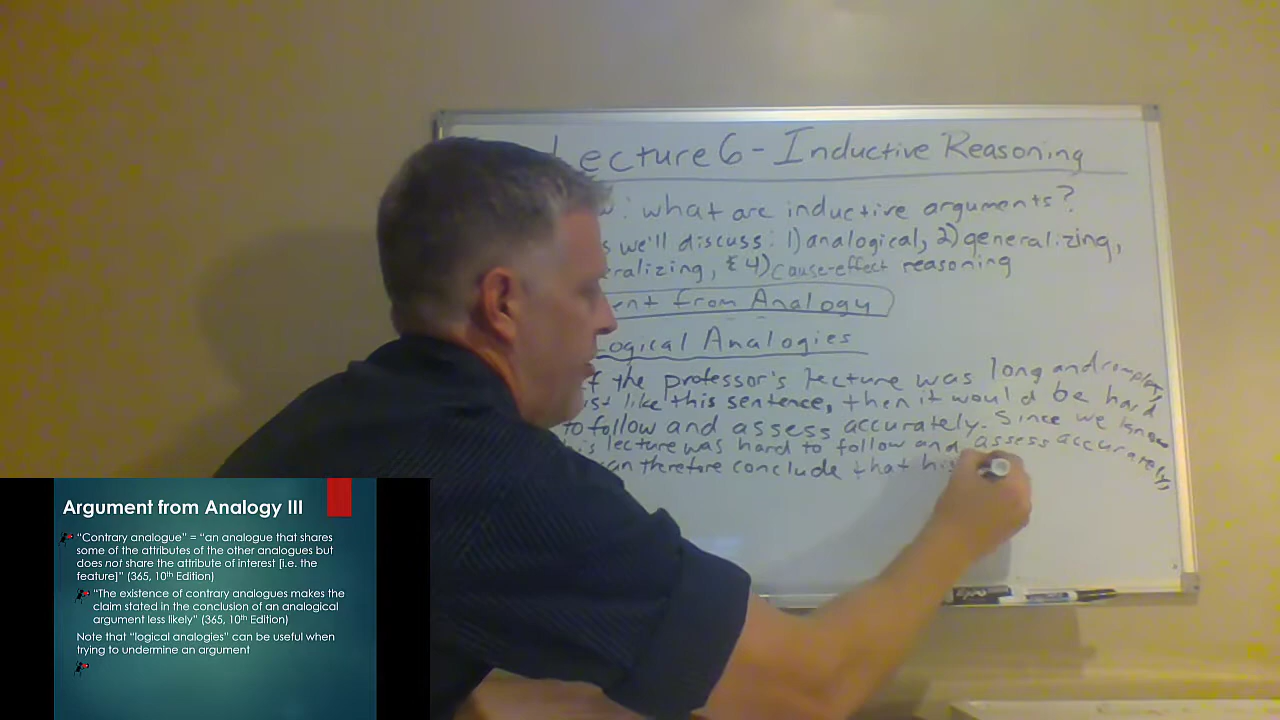 Lecture 6 - Inductive Reasoning
w: what are inductive arguments?
s we'll discuss: 1) analogical, 2) generalizing,
eralizing, & 4) cause-effect reasoning
ent from Analogy
Logical Analogies
f the professor's lecture was long and complex,
st like this sentence, then it would be hard
to follow and assess accurately. Since we know
is lecture was hard to follow and assess accurately,
an therefore conclude that his
Argument from Analogy III
"Contrary analogue" = "an analogue that shares
some of the attributes of the other analogues but
does not share the attribute of interest [i.e. the
feature]" (365, 10th Edition)
"The existence of contrary analogues makes the
claim stated in the conclusion of an analogical
argument less likely" (365, 10th Edition)
Note that "logical analogies" can be useful when
trying to undermine an argument
EXPO